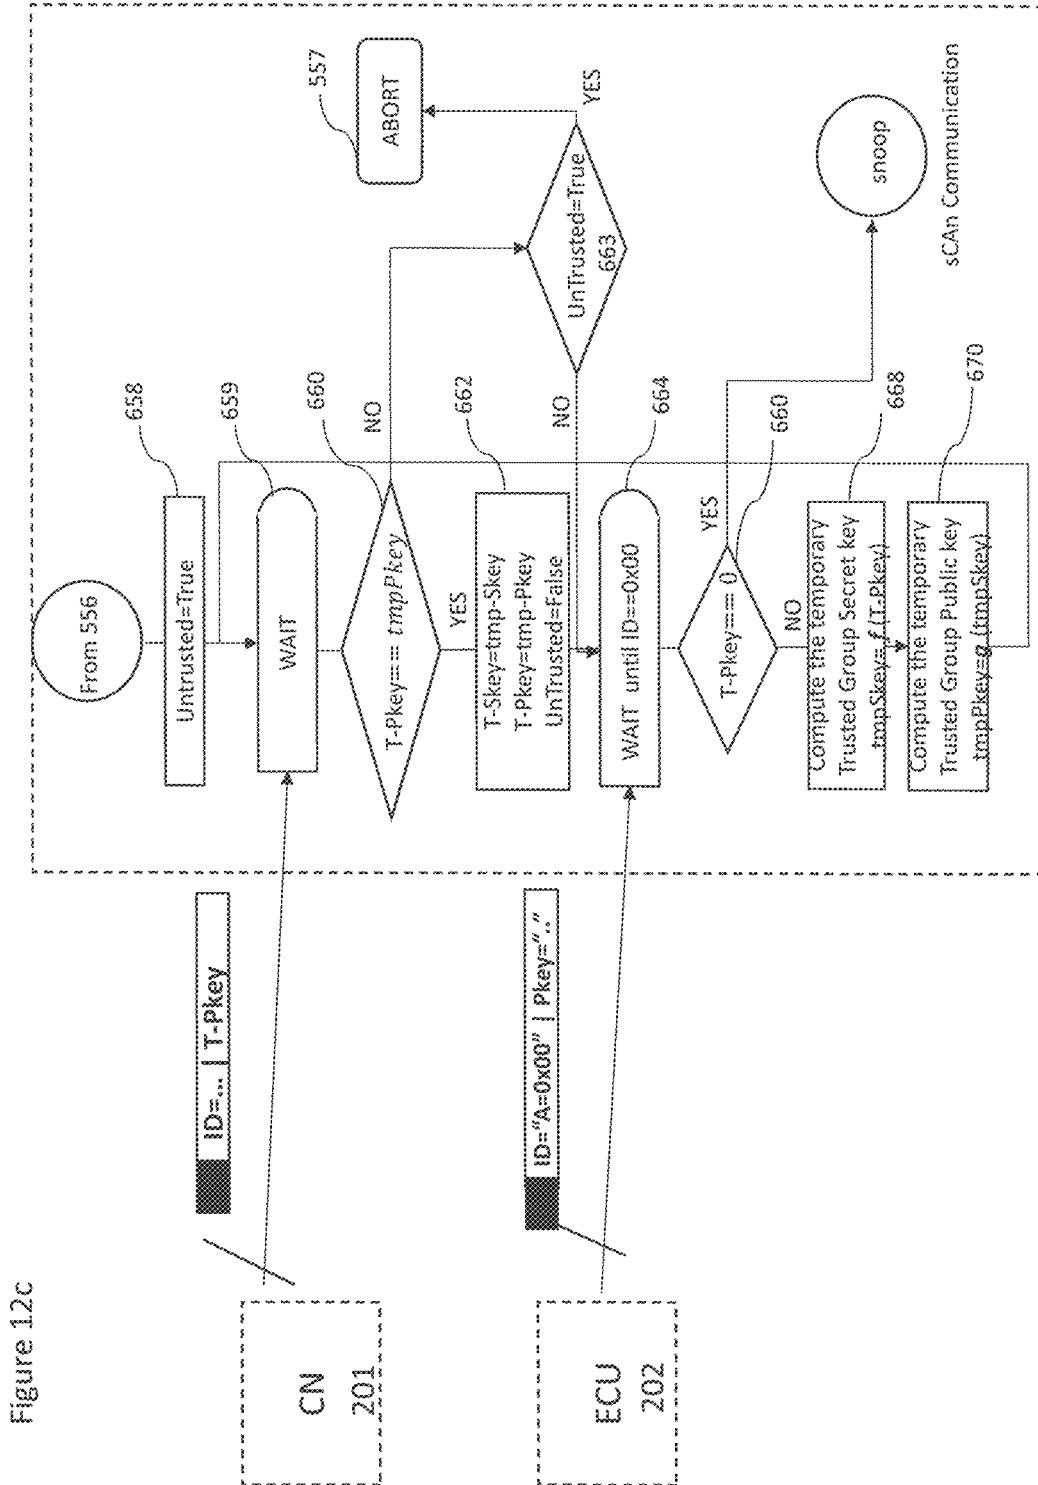 Figure 12c
CN
201
ID=... | T-Pkey
ECU
202
ID="A=0x00" | Pkey=".."
From 556
Untrusted=True
658
WAIT
659
T-Pkey== tmpPkey
660
NO
YES
T-Skey=tmp-Skey
T-Pkey=tmp-Pkey
UnTrusted=False
662
UnTrusted=True
663
YES
ABORT
557
NO
WAIT until ID==0x00
664
T-Pkey== 0
660
YES
snoop
sCAn Communication
NO
Compute the temporary
Trusted Group Secret key
tmpSkey= f (T-Pkey)
668
Compute the temporary
Trusted Group Public key
tmpPkey=g (tmpSkey)
670